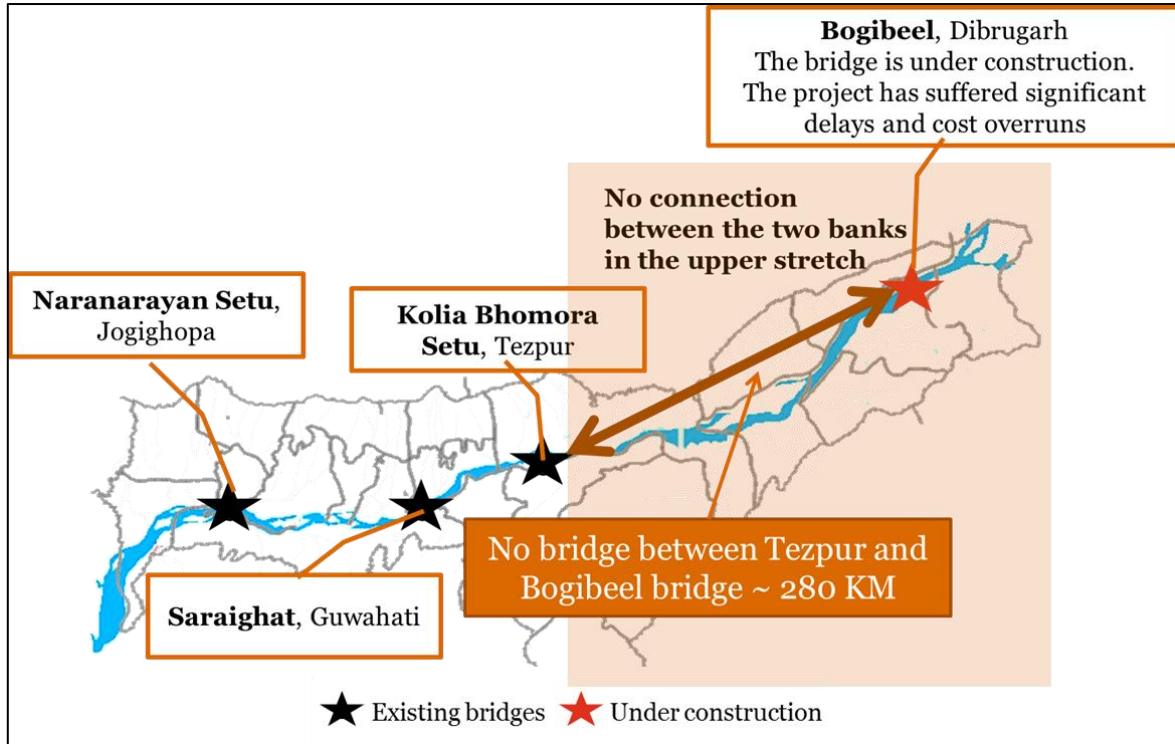 Bogibeel, Dibrugarh
The bridge is under construction.
The project has suffered significant
delays and cost overruns
No connection
between the two banks
in the upper stretch
Naranarayan Setu,
Jogighopa
Kolia Bhomora
Setu, Tezpur
No bridge between Tezpur and
Bogibeel bridge ~ 280 KM
Saraighat, Guwahati
Existing bridges
Under construction